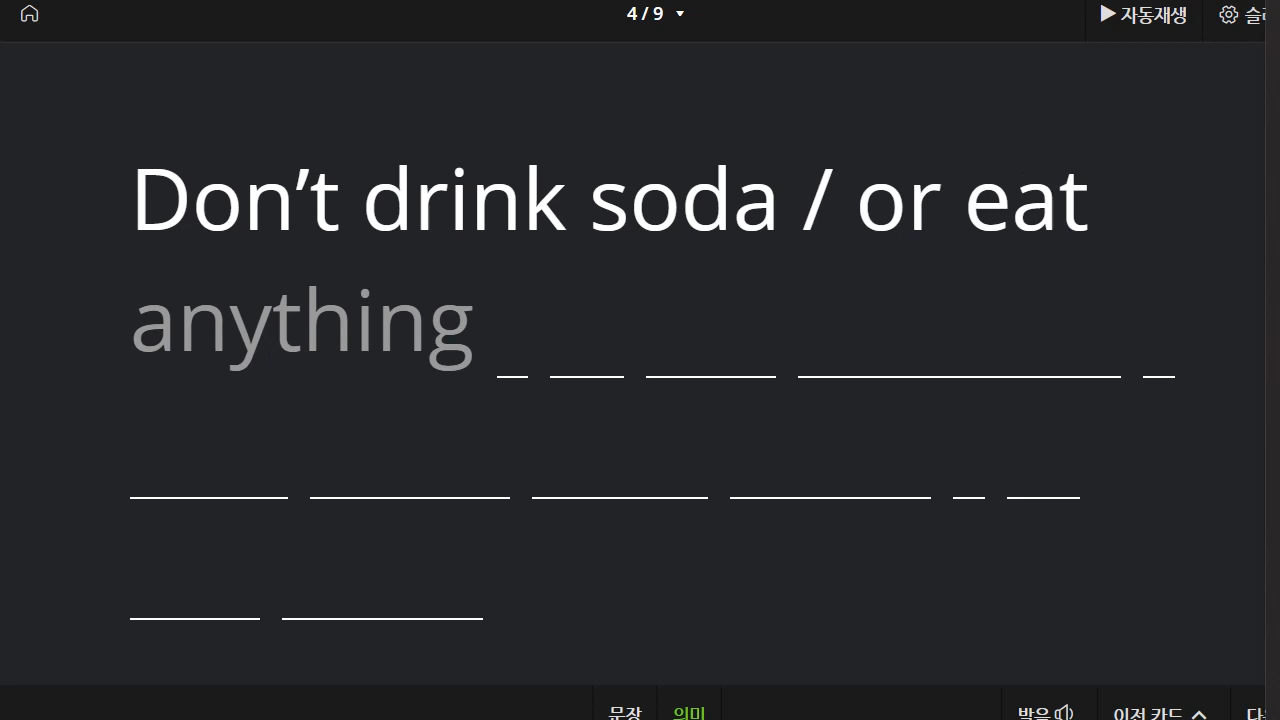 4 / 9
자동재생
Don’t drink soda / or eat
anything
문장
의미
발음
이전 카드